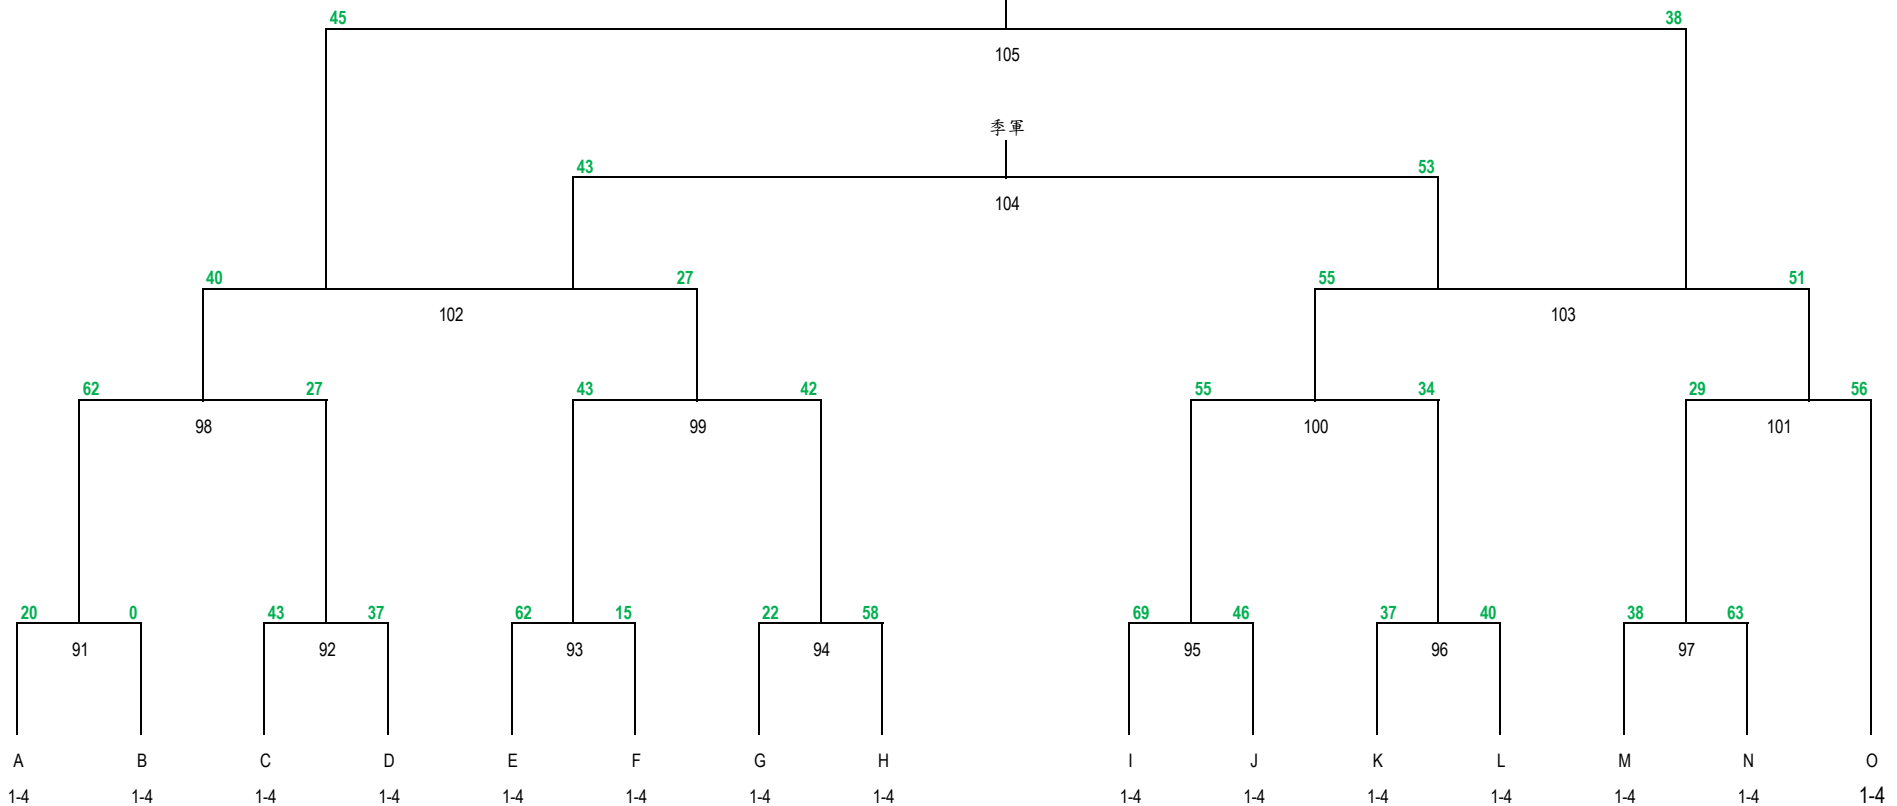 45 38
105
季軍
43 53
104
40 27 55 51
102 103
62 27 43 42 55 34 29 56
98 99 100 101
20 0 43 37 62 15 22 58 69 46 37 40 38 63
91 92 93 94 95 96 97
A B C D E F G H I J K L M N O
1-4 1-4 1-4 1-4 1-4 1-4 1-4 1-4 1-4 1-4 1-4 1-4 1-4 1-4 1-4